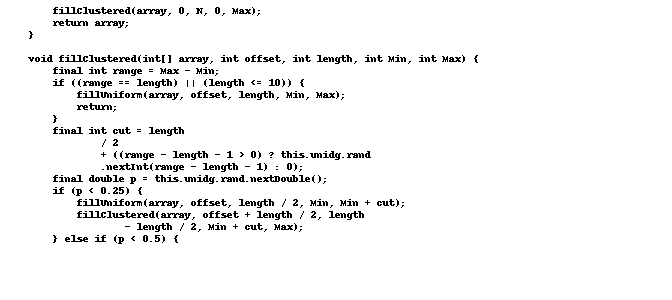 fillClustered(array, 0, N, 0, Max);
return array;
}
void fillClustered(int[] array, int offset, int length, int Min, int Max) {
final int range = Max - Min;
if ((range == length) || (length <= 10)) {
fillUniform(array, offset, length, Min, Max);
return;
}
final int cut = length
/ 2
+ ((range - length - 1 > 0) ? this.unidg.rand
.nextInt(range - length - 1) : 0);
final double p = this.unidg.rand.nextDouble();
if (p < 0.25) {
fillUniform(array, offset, length / 2, Min, Min + cut);
fillClustered(array, offset + length / 2, length
- length / 2, Min + cut, Max);
} else if (p < 0.5) {